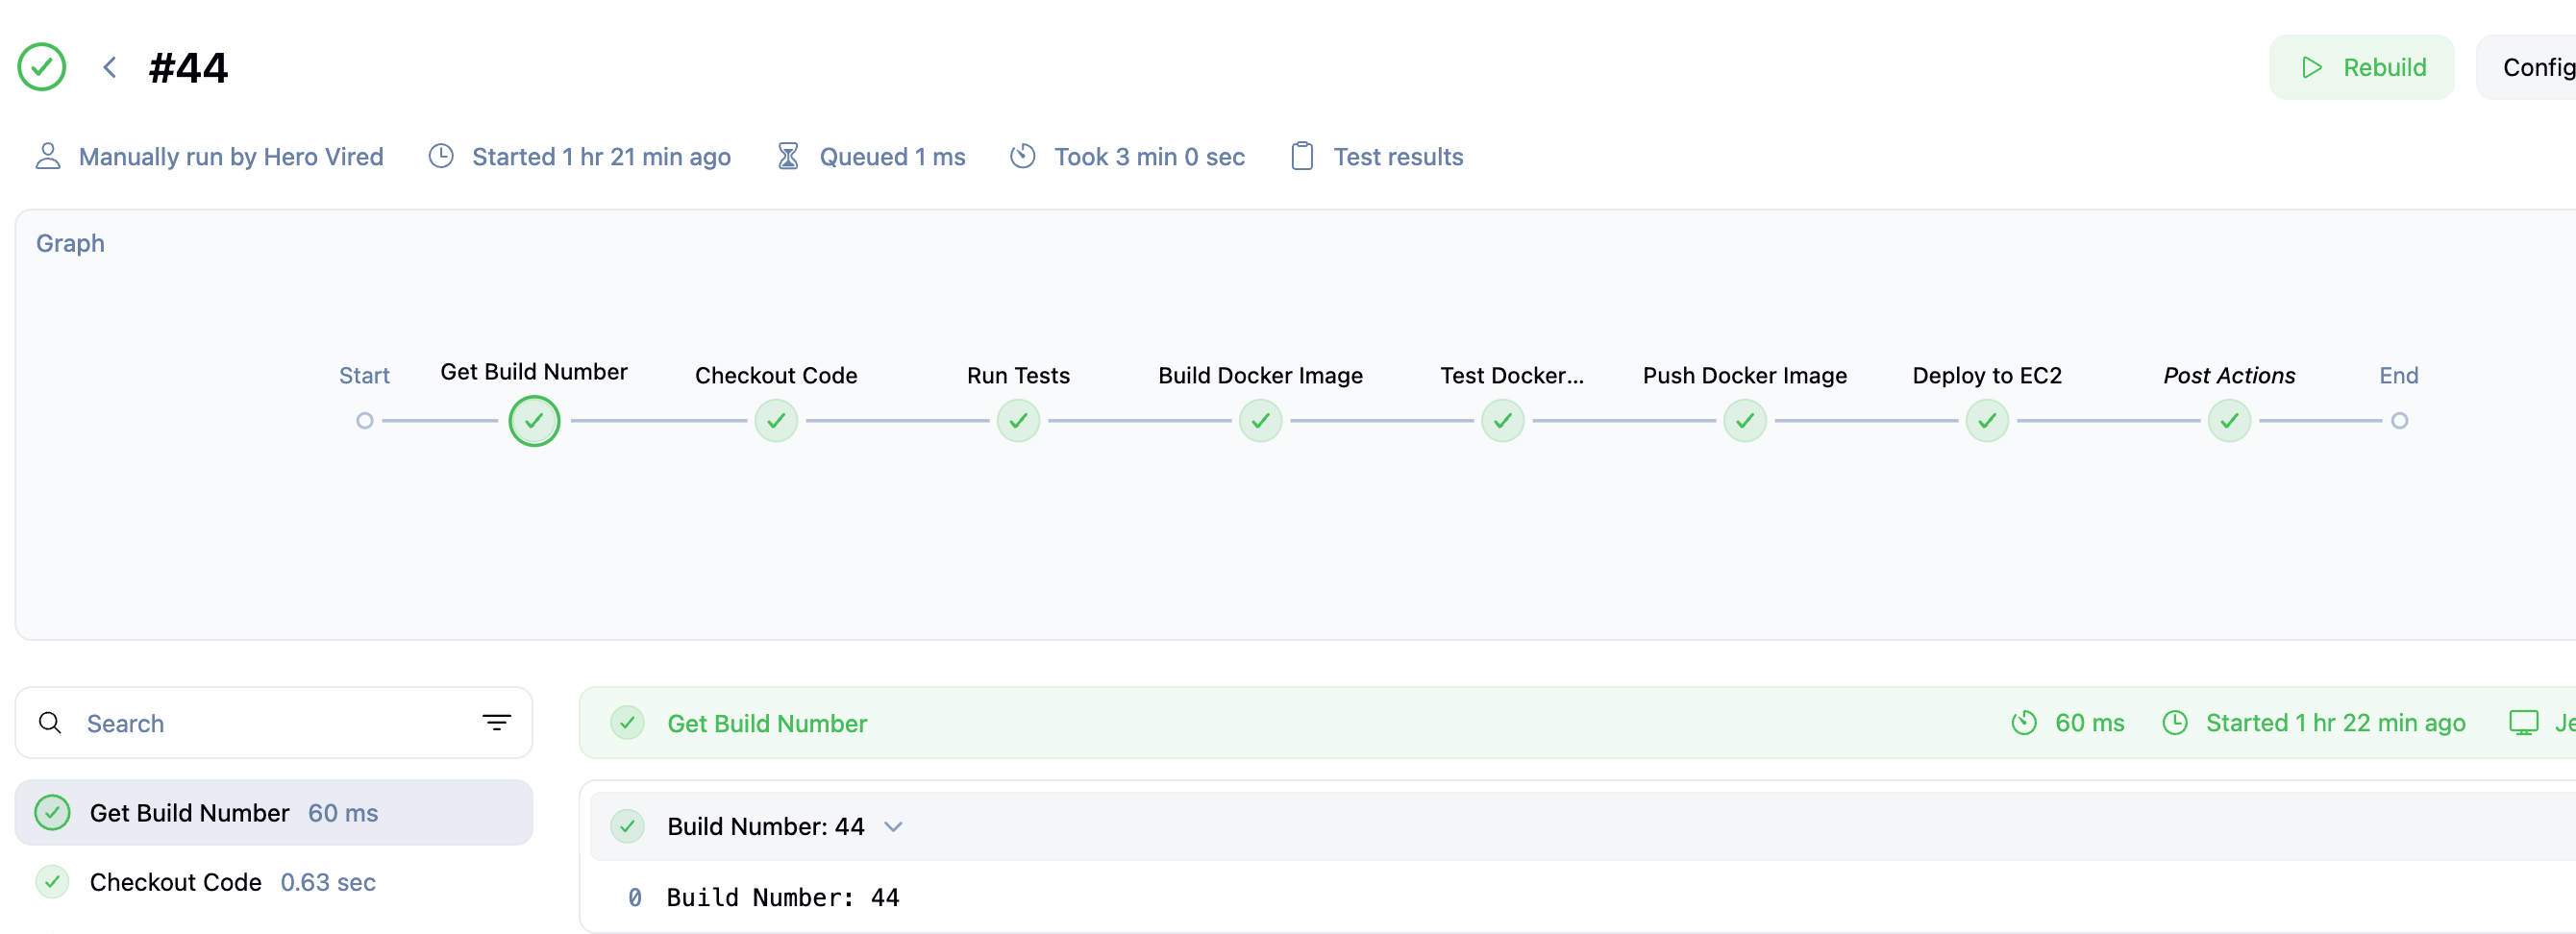 #44
Rebuild
Config
Manually run by Hero Vired
Started 1 hr 21 min ago
Queued 1 ms
Took 3 min 0 sec
Test results
Graph
Start
Get Build Number
Checkout Code
Run Tests
Build Docker Image
Test Docker...
Push Docker Image
Deploy to EC2
Post Actions
End
Search
Get Build Number
60 ms
Started 1 hr 22 min ago
Je
Get Build Number 60 ms
Build Number: 44
Checkout Code 0.63 sec
0 Build Number: 44